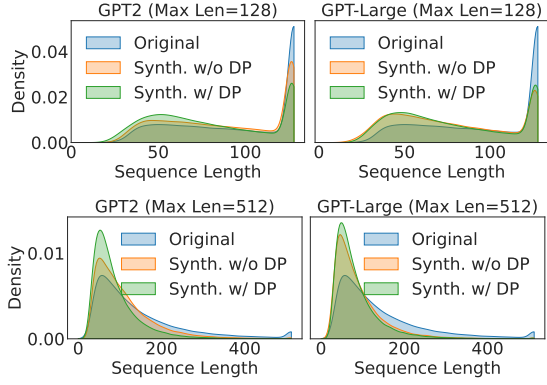 GPT2 (Max Len=128)
GPT-Large (Max Len=128)
Density
0.04
0.02
0.00
Original
Synth. w/o DP
Synth. w/ DP
Original
Synth. w/o DP
Synth. w/ DP
0 50 100
0 50 100
Sequence Length
Sequence Length
GPT2 (Max Len=512)
GPT-Large (Max Len=512)
Density
0.01
0.00
Original
Synth. w/o DP
Synth. w/ DP
Original
Synth. w/o DP
Synth. w/ DP
0 200 400
0 200 400
Sequence Length
Sequence Length